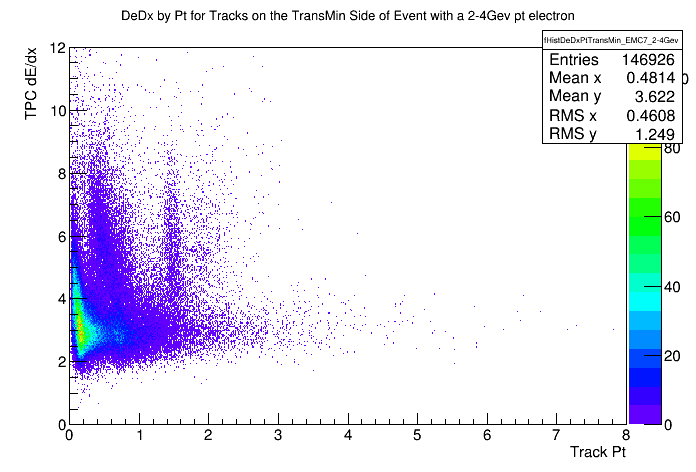 DeDx by Pt for Tracks on the TransMin Side of Event with a 2-4Gev pt electron
fHistDeDxPtTransMin_EMC7_2-4Gev
Entries 146926
Mean x 0.4814
Mean y 3.622
RMS x 0.4608
RMS y 1.249
TPC dE/dx
12
10
8
6
4
2
0
0 1 2 3 4 5 6 7 8
Track Pt
80
60
40
20
0